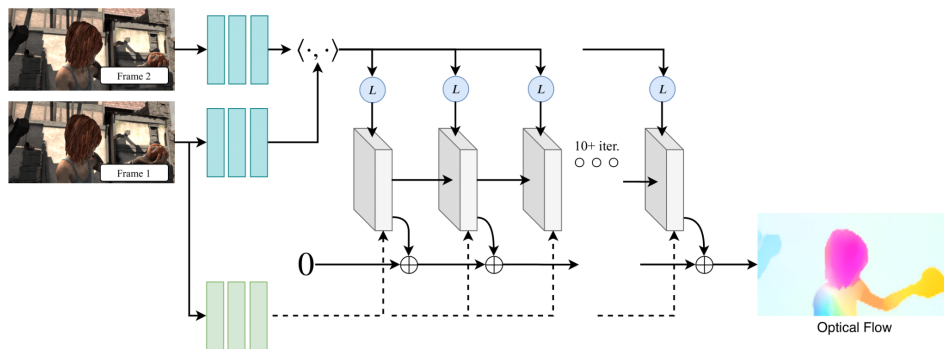 Frame 2
⟨·, ·⟩
L
L
L
L
Frame 1
10+ iter.
0
Optical Flow